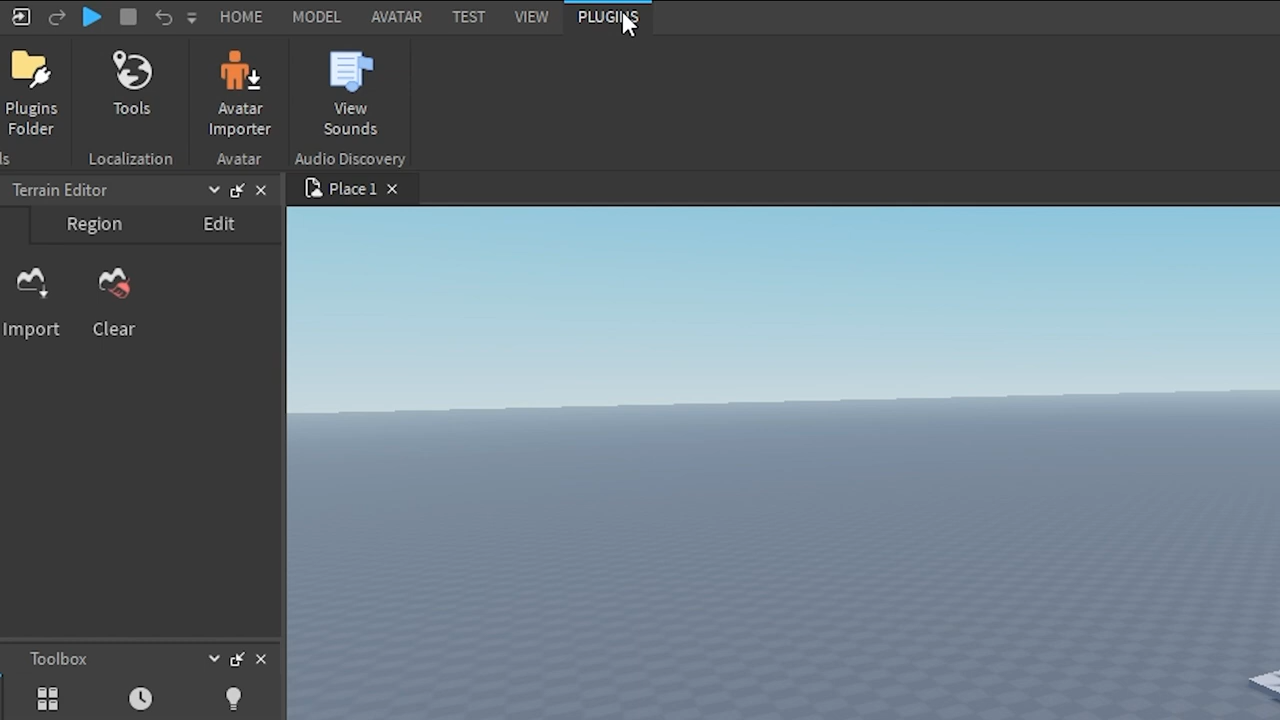 HOME MODEL AVATAR TEST VIEW PLUGINS
Plugins
Folder
Tools
Avatar
Importer
View
Sounds
ls Localization Avatar Audio Discovery
Terrain Editor
Place 1
Region Edit
Import Clear
Toolbox